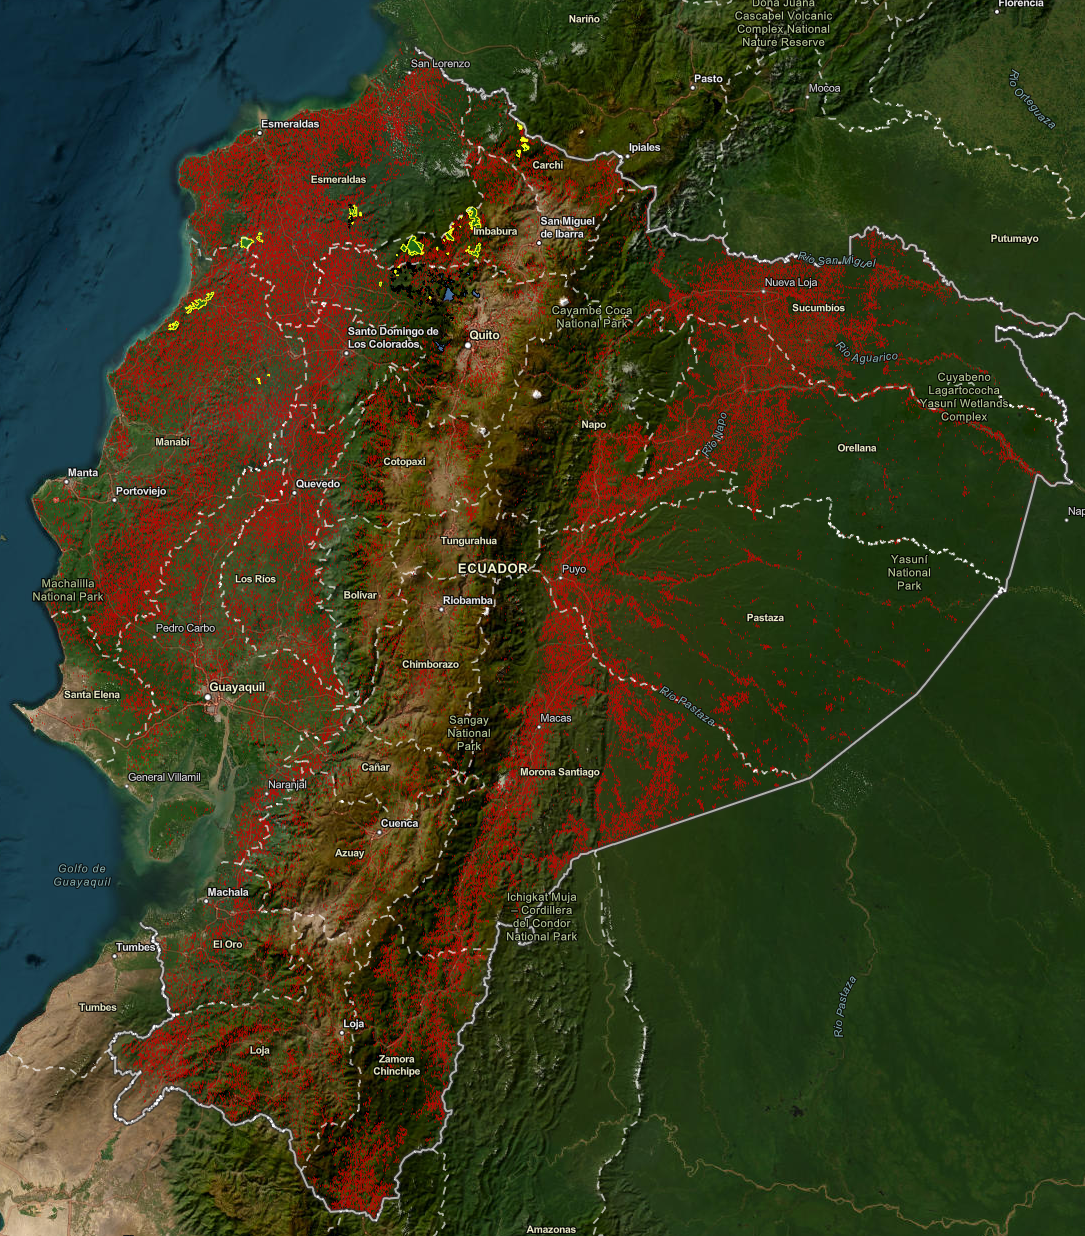 Doña Juana
Cascabel Volcanic
Complex National
Nature Reserve
Florencia
Nariño
San Lorenzo
Pasto
Mocoa
Río Orteguaza
Esmeraldas
Ipiales
Carchi
Esmeraldas
San Miguel
de Ibarra
Imbabura
Putumayo
Río San Miguel
Nueva Loja
Sucumbios
Cayambe Coca
National Park
Santo Domingo de
Los Colorados
Quito
Río Aguarico
Cuyabeno
Lagartococha
Yasuní Wetlands
Complex
Napo
Río Napo
Manabí
Orellana
Cotopaxi
Manta
Portoviejo
Quevedo
Nap
Tungurahua
ECUADOR
Puyo
Yasuní
National
Park
Los Ríos
Machalilla
National Park
Bolívar
Riobamba
Pedro Carbo
Pastaza
Chimborazo
Santa Elena
Guayaquil
Río Pastaza
Sangay
National
Park
Macas
Cañar
Morona Santiago
General Villamil
Naranjal
Cuenca
Azuay
Golfo de
Guayaquil
Machala
Ichigkat Muja
– Cordillera
del Condor
National Park
Tumbes
El Oro
Tumbes
Río Pastaza
Loja
Loja
Zamora
Chinchipe
Amazonas